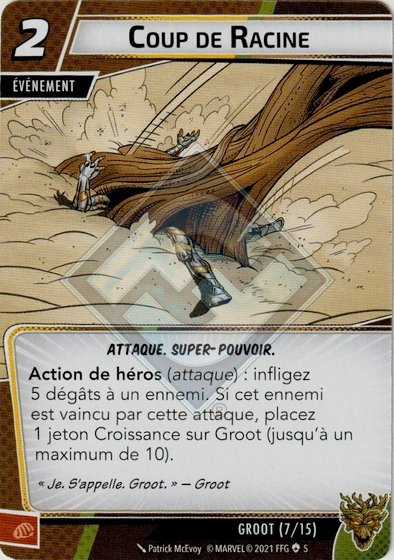 2
COUP DE RACINE
ÉVÉNEMENT
ATTAQUE. SUPER-POUVOIR.
Action de héros (attaque) : infligez
5 dégâts à un ennemi. Si cet ennemi
est vaincu par cette attaque, placez
1 jeton Croissance sur Groot (jusqu'à un
maximum de 10).
« Je. S'appelle. Groot. » – Groot
GROOT (7/15)
Patrick McEvoy © MARVEL © 2021 FFG 5